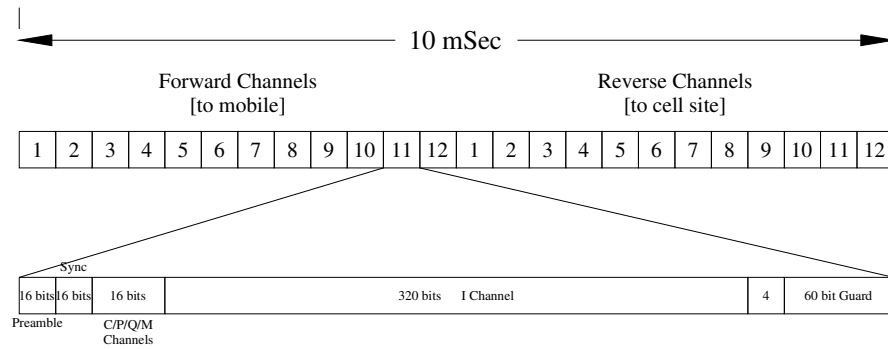 10 mSec
Forward Channels
[to mobile]
Reverse Channels
[to cell site]
1 2 3 4 5 6 7 8 9 10 11 12 1 2 3 4 5 6 7 8 9 10 11 12
Sync
16 bits 16 bits 16 bits 320 bits I Channel 4 60 bit Guard
Preamble
C/P/Q/M
Channels